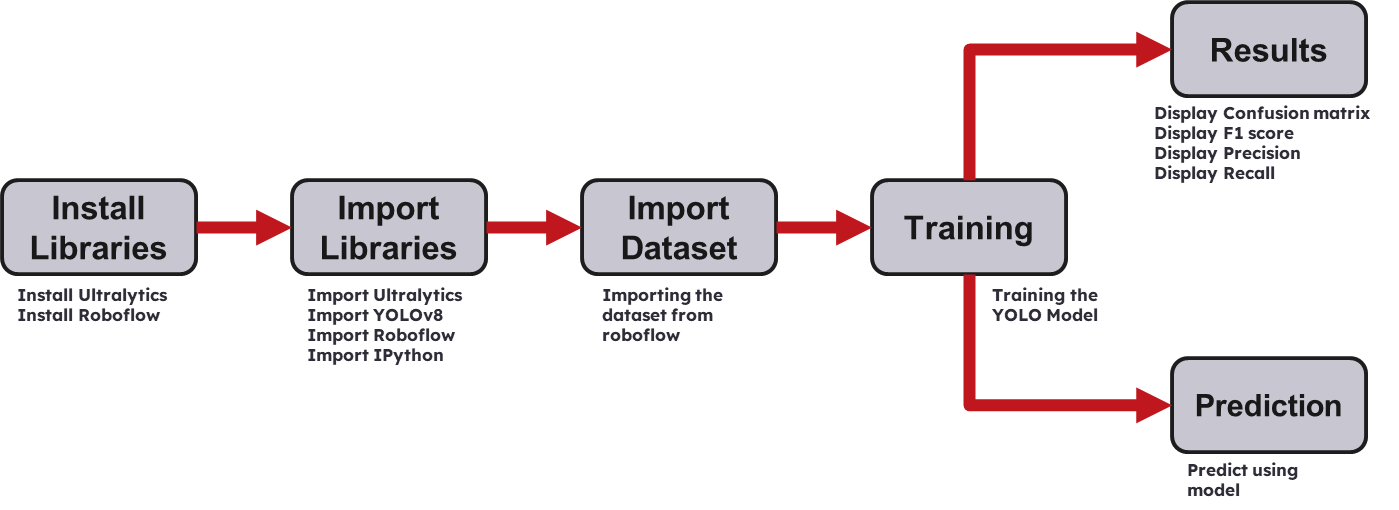 Install
Libraries
Install Ultralytics
Install Roboflow
Import
Libraries
Import Ultralytics
Import YOLOv8
Import Roboflow
Import IPython
Import
Dataset
Importing the
dataset from
roboflow
Training
Training the
YOLO Model
Results
Display Confusion matrix
Display F1 score
Display Precision
Display Recall
Prediction
Predict using
model